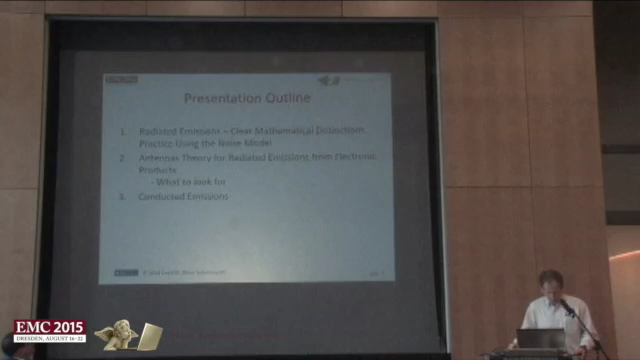 Presentation Outline
1. Radiated Emissions – Clear Mathematical Distinctions,
Practice Using the Noise Model
2. Antennas Theory for Radiated Emissions from Electronic
Products
- What to look for
3. Conducted Emissions
EMC 2015
DRESDEN, AUGUST 16-22